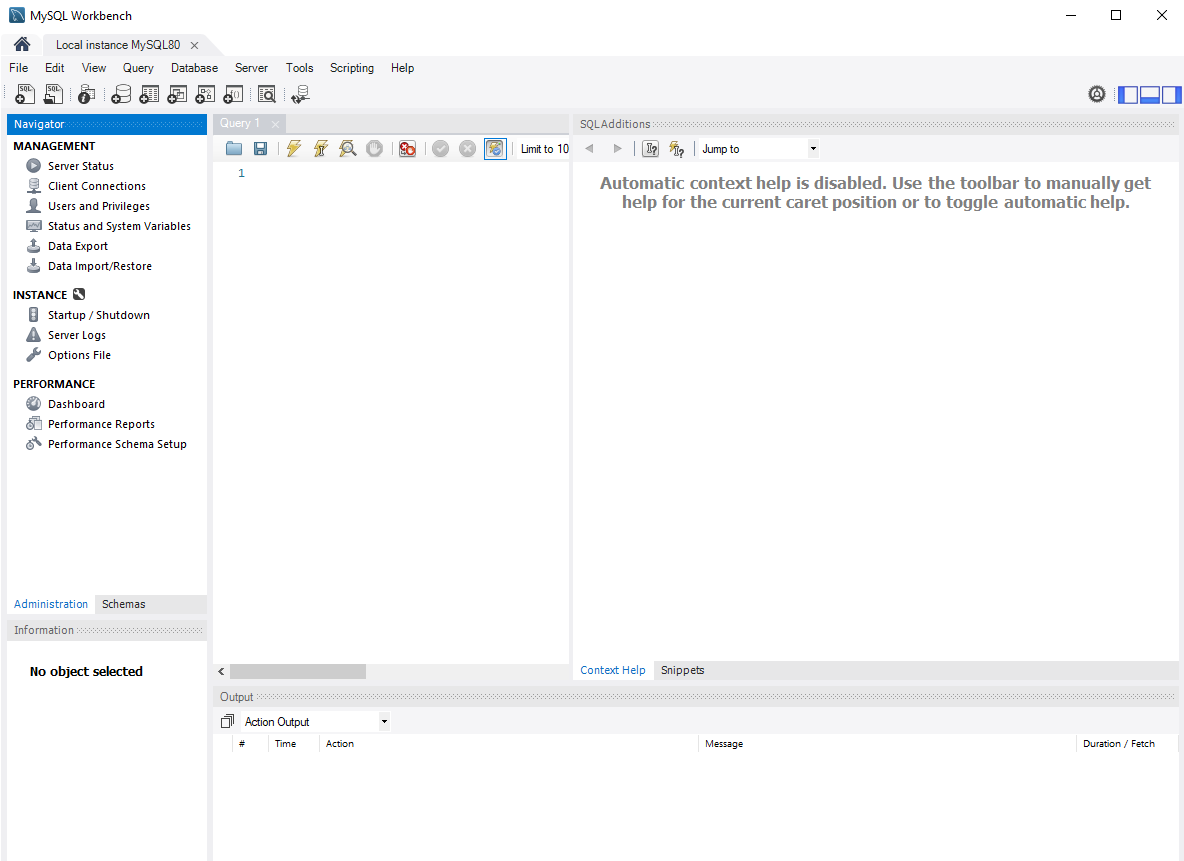 MySQL Workbench
Local instance MySQL80
File Edit View Query Database Server Tools Scripting Help
Navigator
MANAGEMENT
Server Status
Client Connections
Users and Privileges
Status and System Variables
Data Export
Data Import/Restore
INSTANCE
Startup / Shutdown
Server Logs
Options File
PERFORMANCE
Dashboard
Performance Reports
Performance Schema Setup
Administration Schemas
Information
No object selected
Query 1
Limit to 10
1
SQLAdditions
Jump to
Automatic context help is disabled. Use the toolbar to manually get
help for the current caret position or to toggle automatic help.
Context Help Snippets
Output
Action Output
# Time Action Message Duration / Fetch